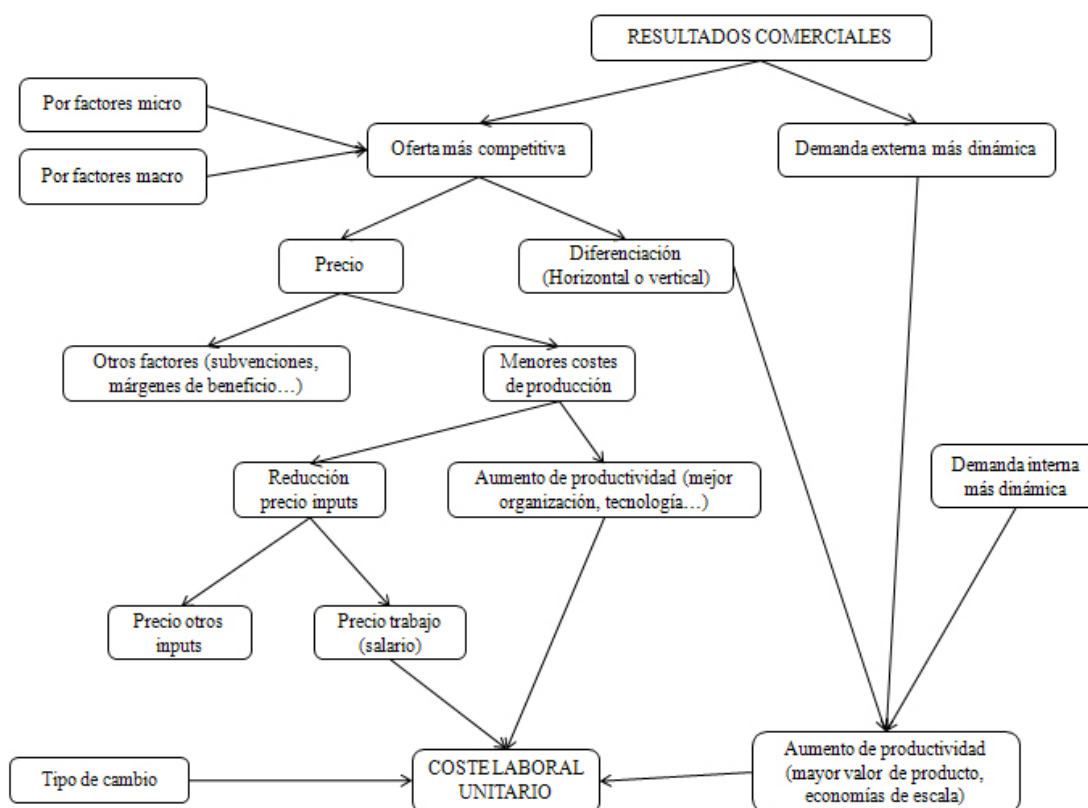 RESULTADOS COMERCIALES
Por factores micro
Oferta más competitiva
Demanda externa más dinámica
Por factores macro
Precio
Diferenciación
(Horizontal o vertical)
Otros factores (subvenciones,
márgenes de beneficio…)
Menores costes
de producción
Reducción
precio inputs
Aumento de productividad (mejor
organización, tecnología…)
Demanda interna
más dinámica
Precio otros
inputs
Precio trabajo
(salario)
Tipo de cambio
COSTE LABORAL
UNITARIO
Aumento de productividad
(mayor valor de producto,
economías de escala)